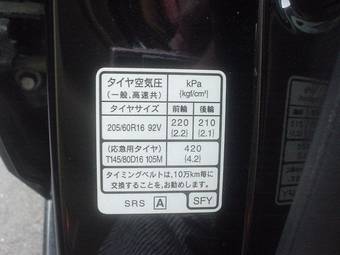 タイヤ空気圧 kPa
(一般、高速共) {kgf/cm²}
タイヤサイズ 前輪 後輪
205/60R16 92V 220 210
(2.2) (2.1)
(応急用タイヤ) 420
T145/80D16 105M (4.2)
タイミングベルトは、10万km毎に
交換することを、お勧めします。
SRS A SFY